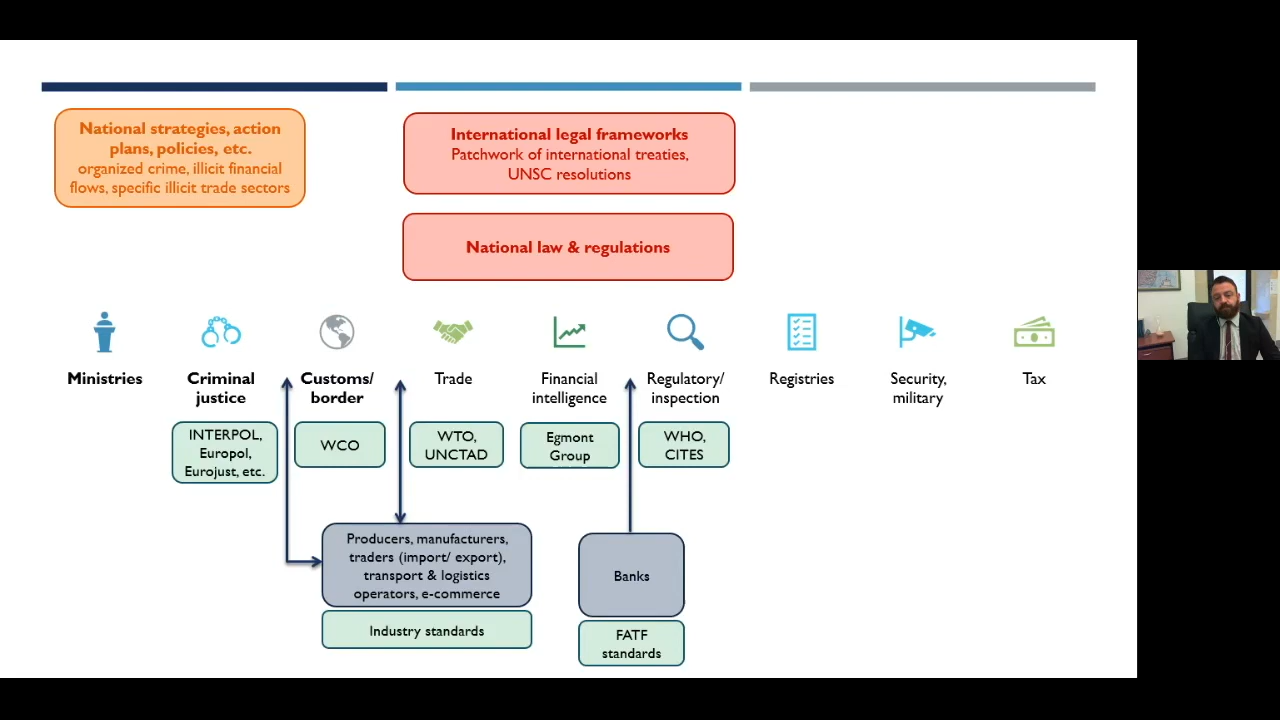 National strategies, action
plans, policies, etc.
organized crime, illicit financial
flows, specific illicit trade sectors
International legal frameworks
Patchwork of international treaties,
UNSC resolutions
National law & regulations
Ministries
Criminal
justice
Customs/
border
Trade
Financial
intelligence
Regulatory/
inspection
Registries
Security,
military
Tax
INTERPOL,
Europol,
Eurojust, etc.
WCO
WTO,
UNCTAD
Egmont
Group
WHO,
CITES
Producers, manufacturers,
traders (import/ export),
transport & logistics
operators, e-commerce
Industry standards
Banks
FATF
standards